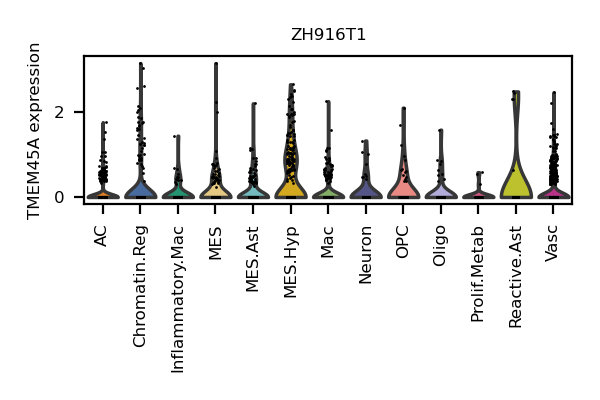 ZH916T1
TMEM45A expression
2
0
AC
Chromatin.Reg
Inflammatory.Mac
MES
MES.Ast
MES.Hyp
Mac
Neuron
OPC
Oligo
Prolif.Metab
Reactive.Ast
Vasc